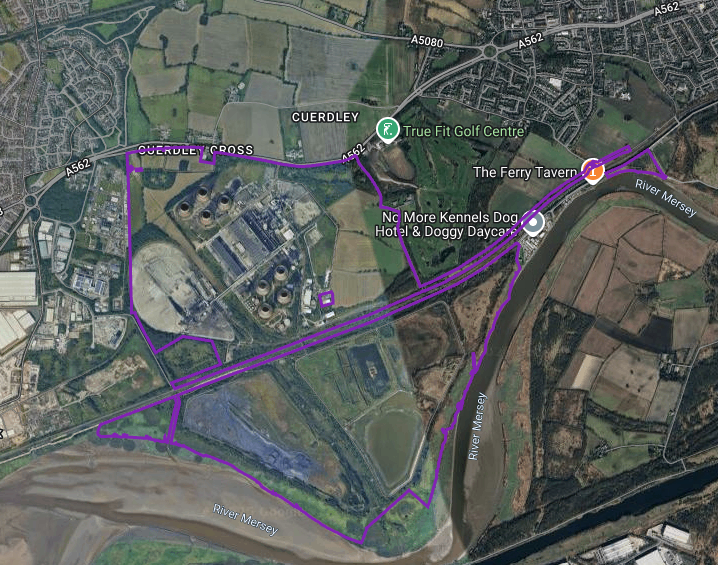 A562
A5080
A562
CUERDLEY
True Fit Golf Centre
A562
CUERDLEY CROSS
A562
The Ferry Tavern
River Mersey
No More Kennels Dog
Hotel & Doggy Daycare
River Mersey
River Mersey